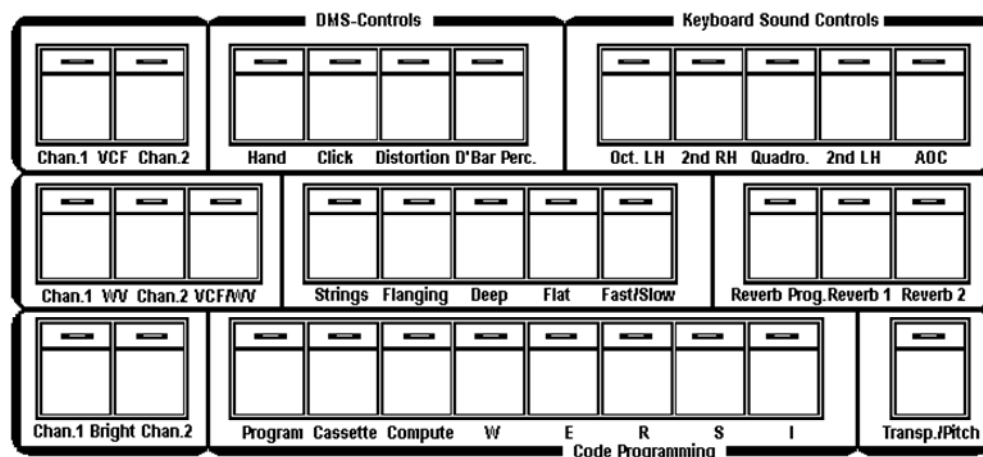 DMS-Controls Keyboard Sound Controls
Chan.1 VCF Chan.2 Hand Click Distortion D'Bar Perc. Oct. LH 2nd RH Quadro. 2nd LH AOC
Chan.1 WV Chan.2 VCF/WV Strings Flanging Deep Flat Fast/Slow Reverb Prog. Reverb 1 Reverb 2
Chan.1 Bright Chan.2 Program Cassette Compute W E R S I Transp./Pitch
Code Programming